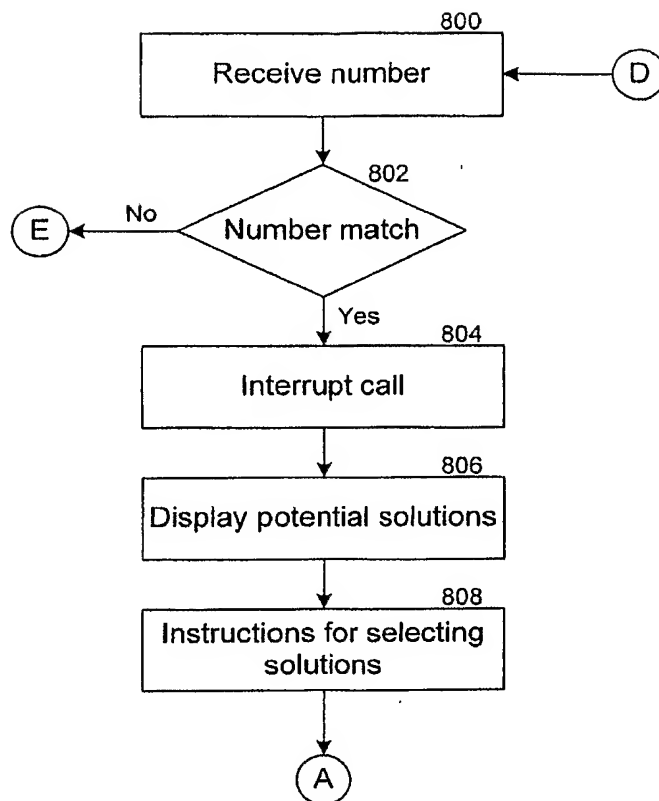 800
Receive number
D
802
Number match
No
E
Yes
804
Interrupt call
806
Display potential solutions
808
Instructions for selecting
solutions
A